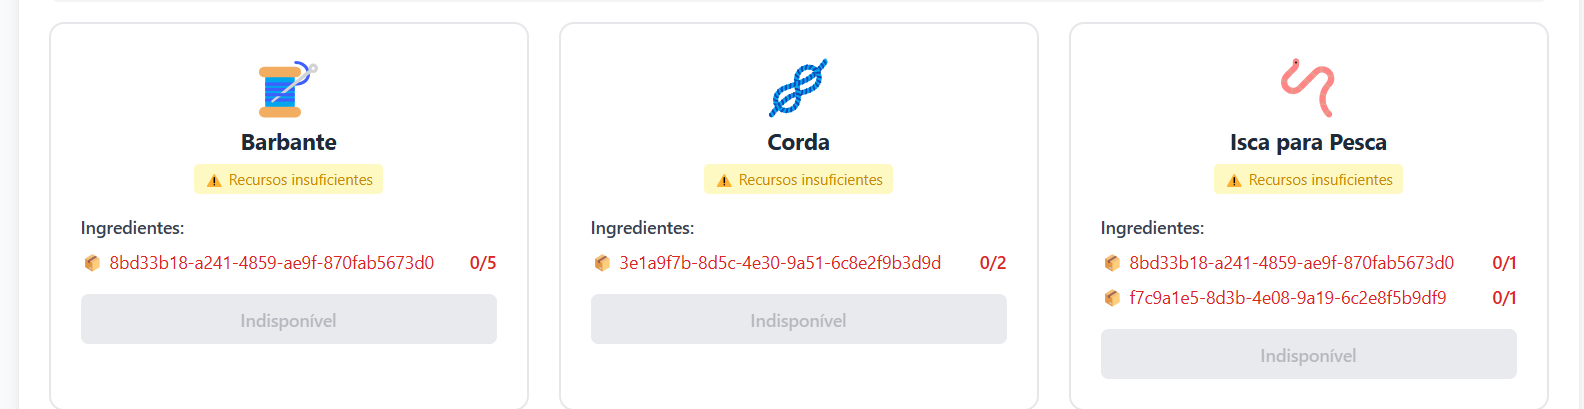 Barbante
Recursos insuficientes
Ingredientes:
8bd33b18-a241-4859-ae9f-870fab5673d0 0/5
Indisponível
Corda
Recursos insuficientes
Ingredientes:
3e1a9f7b-8d5c-4e30-9a51-6c8e2f9b3d9d 0/2
Indisponível
Isca para Pesca
Recursos insuficientes
Ingredientes:
8bd33b18-a241-4859-ae9f-870fab5673d0 0/1
f7c9a1e5-8d3b-4e08-9a19-6c2e8f5b9df9 0/1
Indisponível